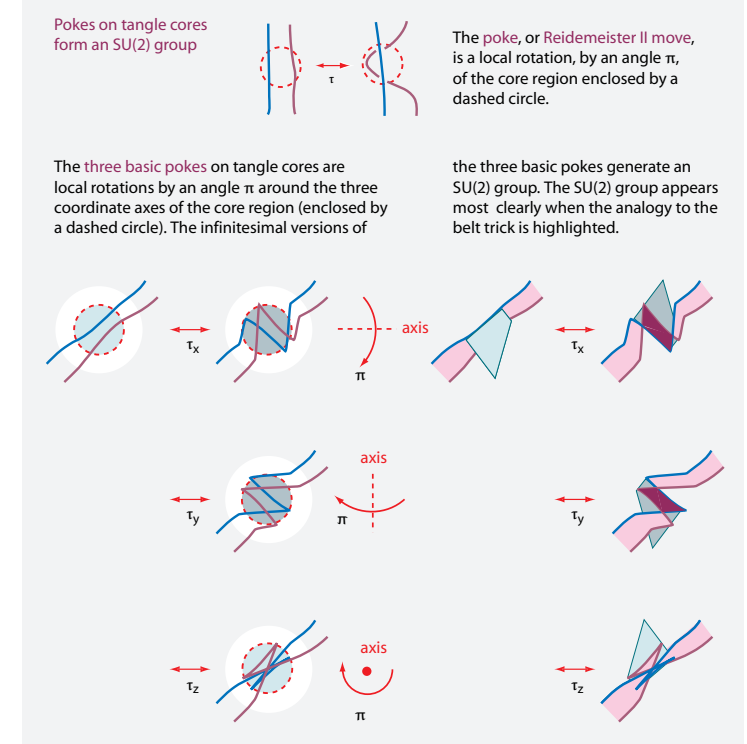 Pokes on tangle cores
form an SU(2) group
τ
The poke, or Reidemeister II move,
is a local rotation, by an angle π,
of the core region enclosed by a
dashed circle.
The three basic pokes on tangle cores are
local rotations by an angle π around the three
coordinate axes of the core region (enclosed by
a dashed circle). The infinitesimal versions of
the three basic pokes generate an
SU(2) group. The SU(2) group appears
most clearly when the analogy to the
belt trick is highlighted.
τx
axis
π
τx
τy
axis
π
τy
τz
axis
π
τz